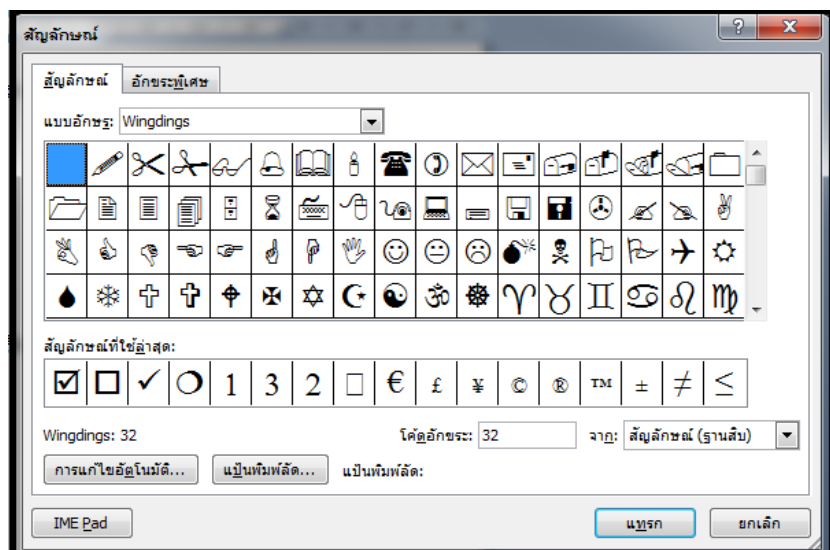 สัญลักษณ์
สัญลักษณ์ อักขระพิเศษ
แบบอักษร: Wingdings
สัญลักษณ์ที่ใช้ล่าสุด:
☑ □ ✓ ❍ 1 3 2 □ € £ ¥ © ® ™ ± ≠ ≤
Wingdings: 32 โค้ดอักขระ: 32 จาก: สัญลักษณ์ (ฐานสิบ)
การแก้ไขอัตโนมัติ... แป้นพิมพ์ลัด... แป้นพิมพ์ลัด:
IME Pad แทรก ยกเลิก